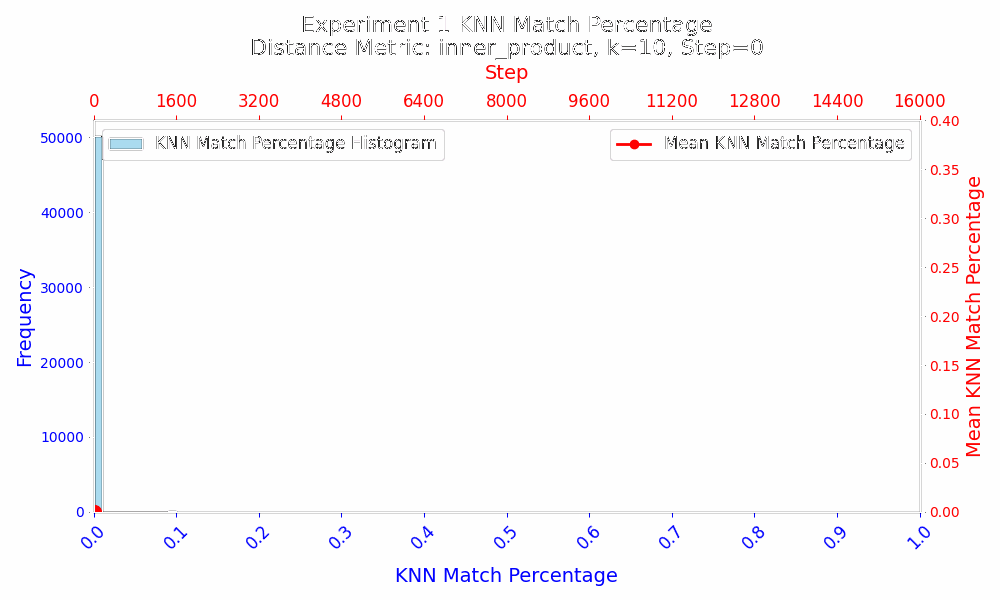 Experiment 1 KNN Match Percentage
Distance Metric: inner_product, k=10, Step=0
Step
0 1600 3200 4800 6400 8000 9600 11200 12800 14400 16000
KNN Match Percentage Histogram
Mean KNN Match Percentage
50000
40000
30000
20000
10000
0
Frequency
0.40
0.35
0.30
0.25
0.20
0.15
0.10
0.05
0.00
Mean KNN Match Percentage
0.0 0.1 0.2 0.3 0.4 0.5 0.6 0.7 0.8 0.9 1.0
KNN Match Percentage